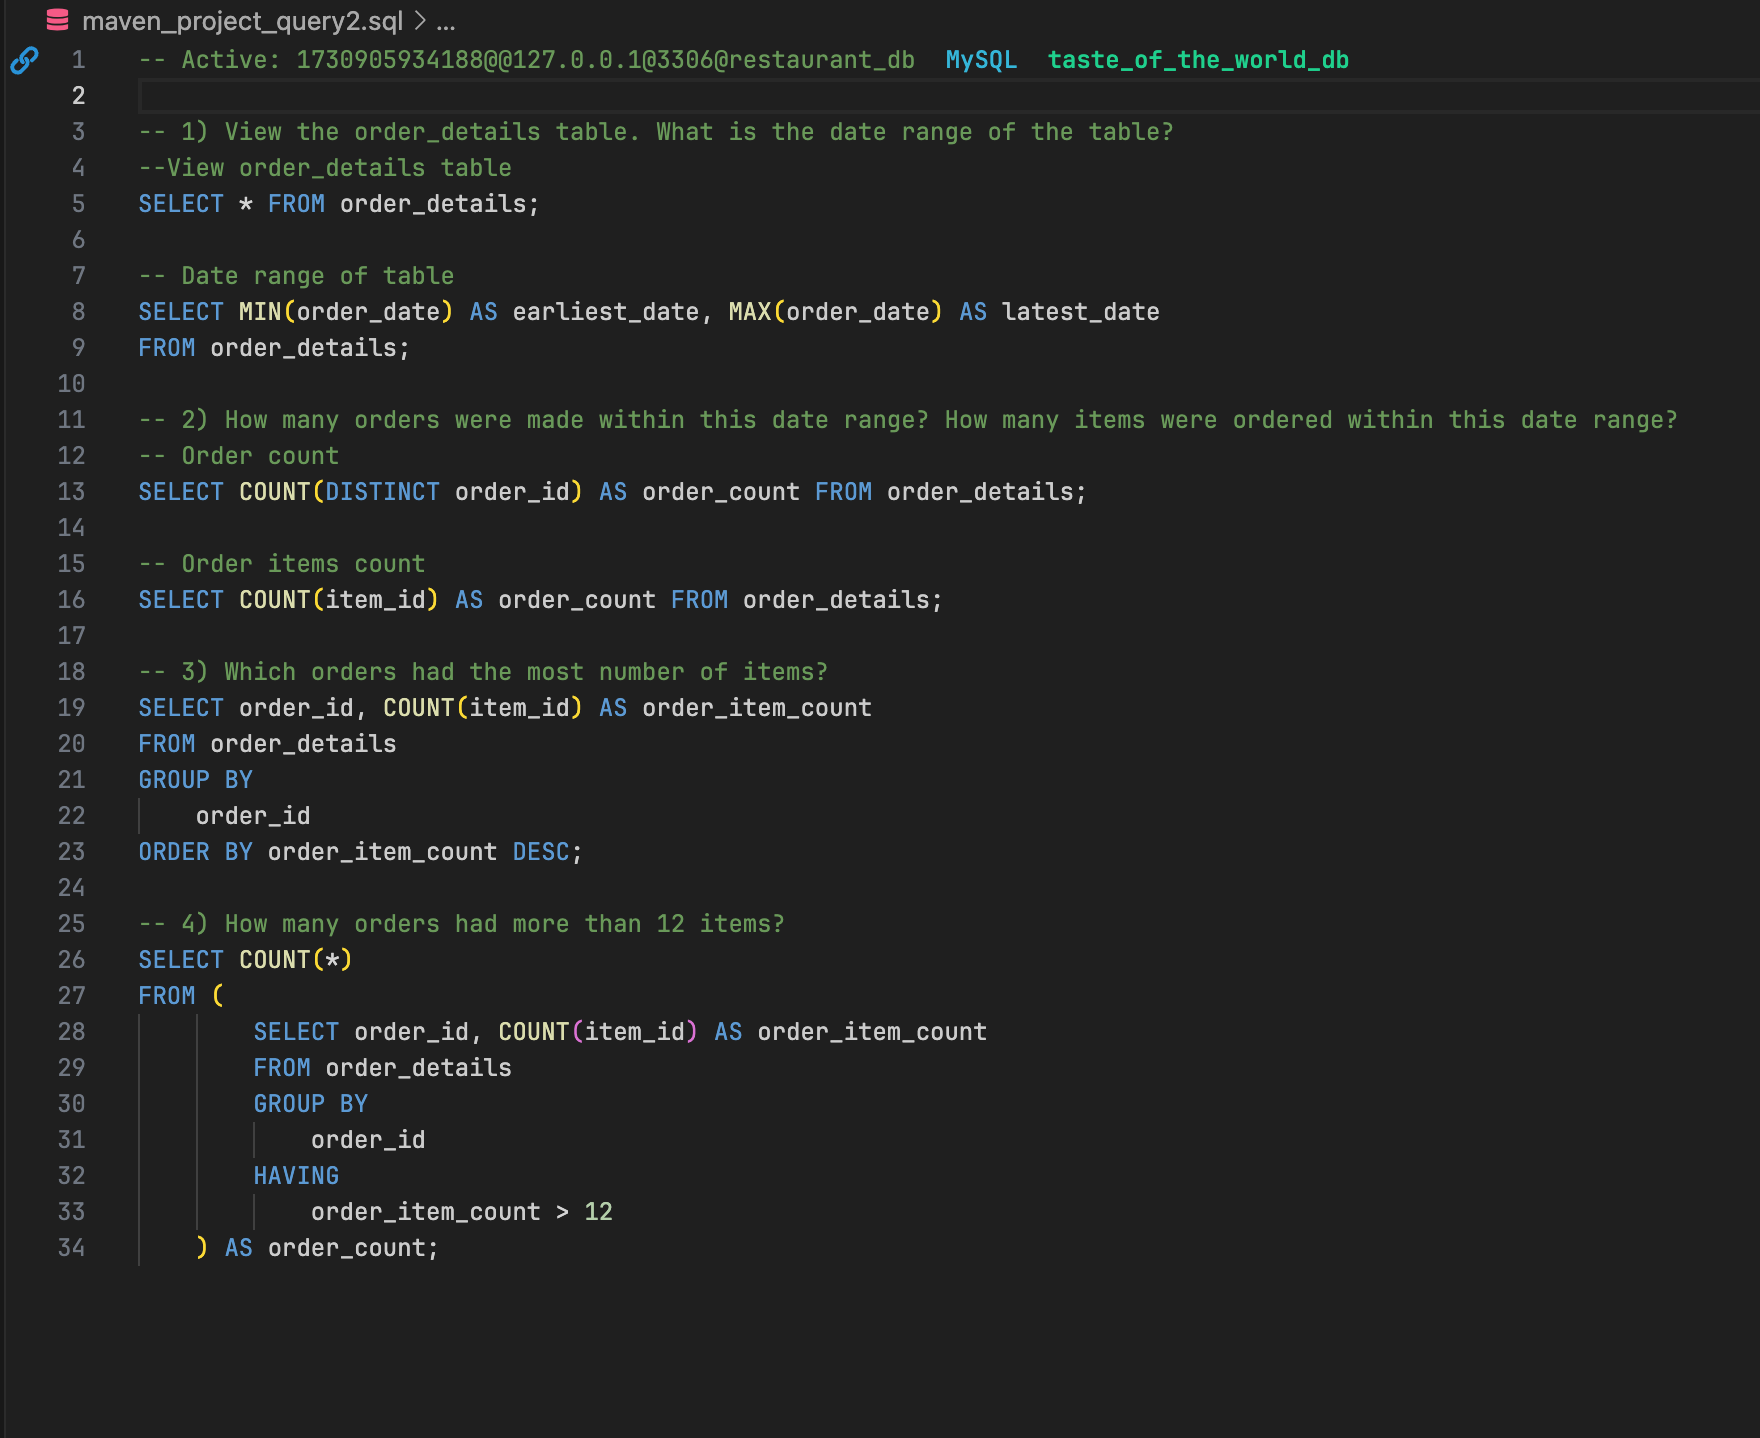 maven_project_query2.sql > ...
1 -- Active: 1730905934188@@127.0.0.1@3306@restaurant_db MySQL taste_of_the_world_db
2
3 -- 1) View the order_details table. What is the date range of the table?
4 --View order_details table
5 SELECT * FROM order_details;
6
7 -- Date range of table
8 SELECT MIN(order_date) AS earliest_date, MAX(order_date) AS latest_date
9 FROM order_details;
10
11 -- 2) How many orders were made within this date range? How many items were ordered within this date range?
12 -- Order count
13 SELECT COUNT(DISTINCT order_id) AS order_count FROM order_details;
14
15 -- Order items count
16 SELECT COUNT(item_id) AS order_count FROM order_details;
17
18 -- 3) Which orders had the most number of items?
19 SELECT order_id, COUNT(item_id) AS order_item_count
20 FROM order_details
21 GROUP BY
22     order_id
23 ORDER BY order_item_count DESC;
24
25 -- 4) How many orders had more than 12 items?
26 SELECT COUNT(*)
27 FROM (
28         SELECT order_id, COUNT(item_id) AS order_item_count
29         FROM order_details
30         GROUP BY
31             order_id
32         HAVING
33             order_item_count > 12
34     ) AS order_count;